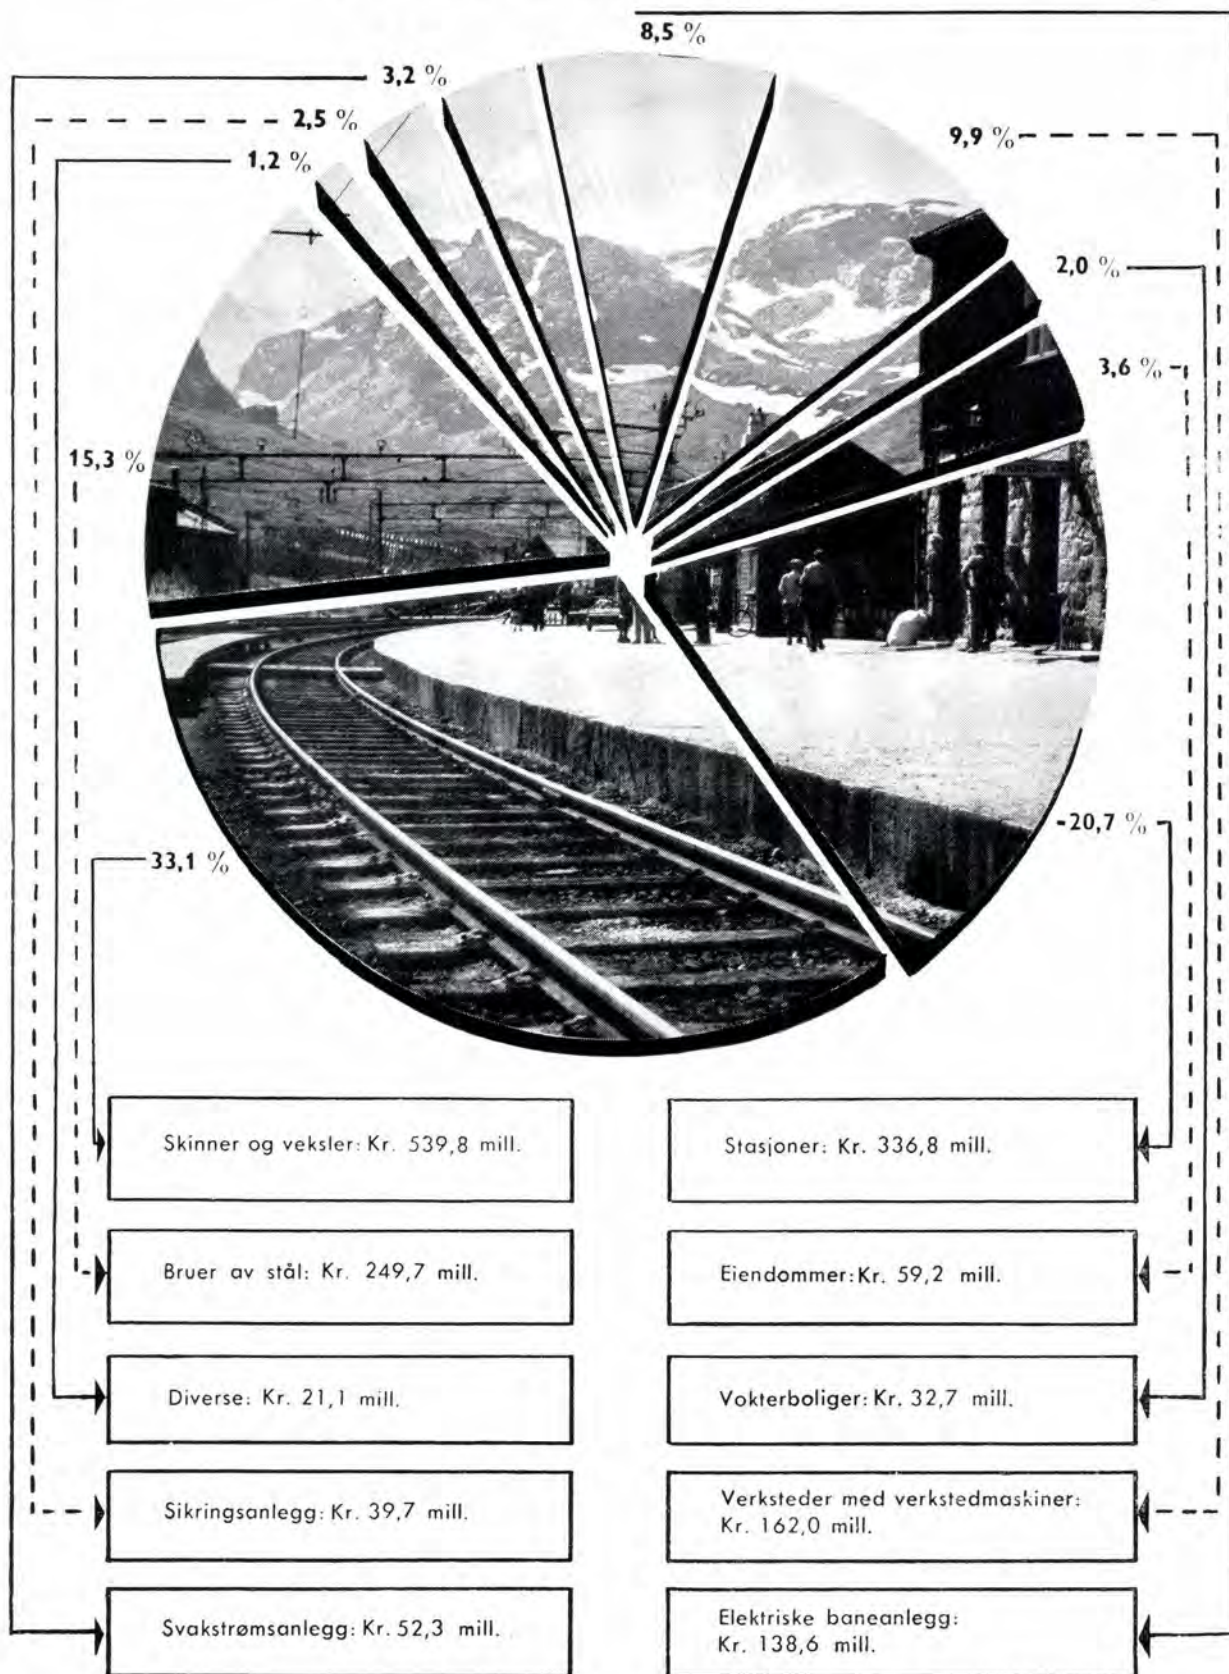 8,5 %
3,2 %
2,5 %
9,9 %
1,2 %
2,0 %
3,6 %
15,3 %
-20,7 %
33,1 %
Skinner og veksler: Kr. 539,8 mill.
Stasjoner: Kr. 336,8 mill.
Bruer av stål: Kr. 249,7 mill.
Eiendommer: Kr. 59,2 mill.
Diverse: Kr. 21,1 mill.
Vokterboliger: Kr. 32,7 mill.
Sikringsanlegg: Kr. 39,7 mill.
Verksteder med verkstedmaskiner:
Kr. 162,0 mill.
Svakstrømsanlegg: Kr. 52,3 mill.
Elektriske baneanlegg:
Kr. 138,6 mill.